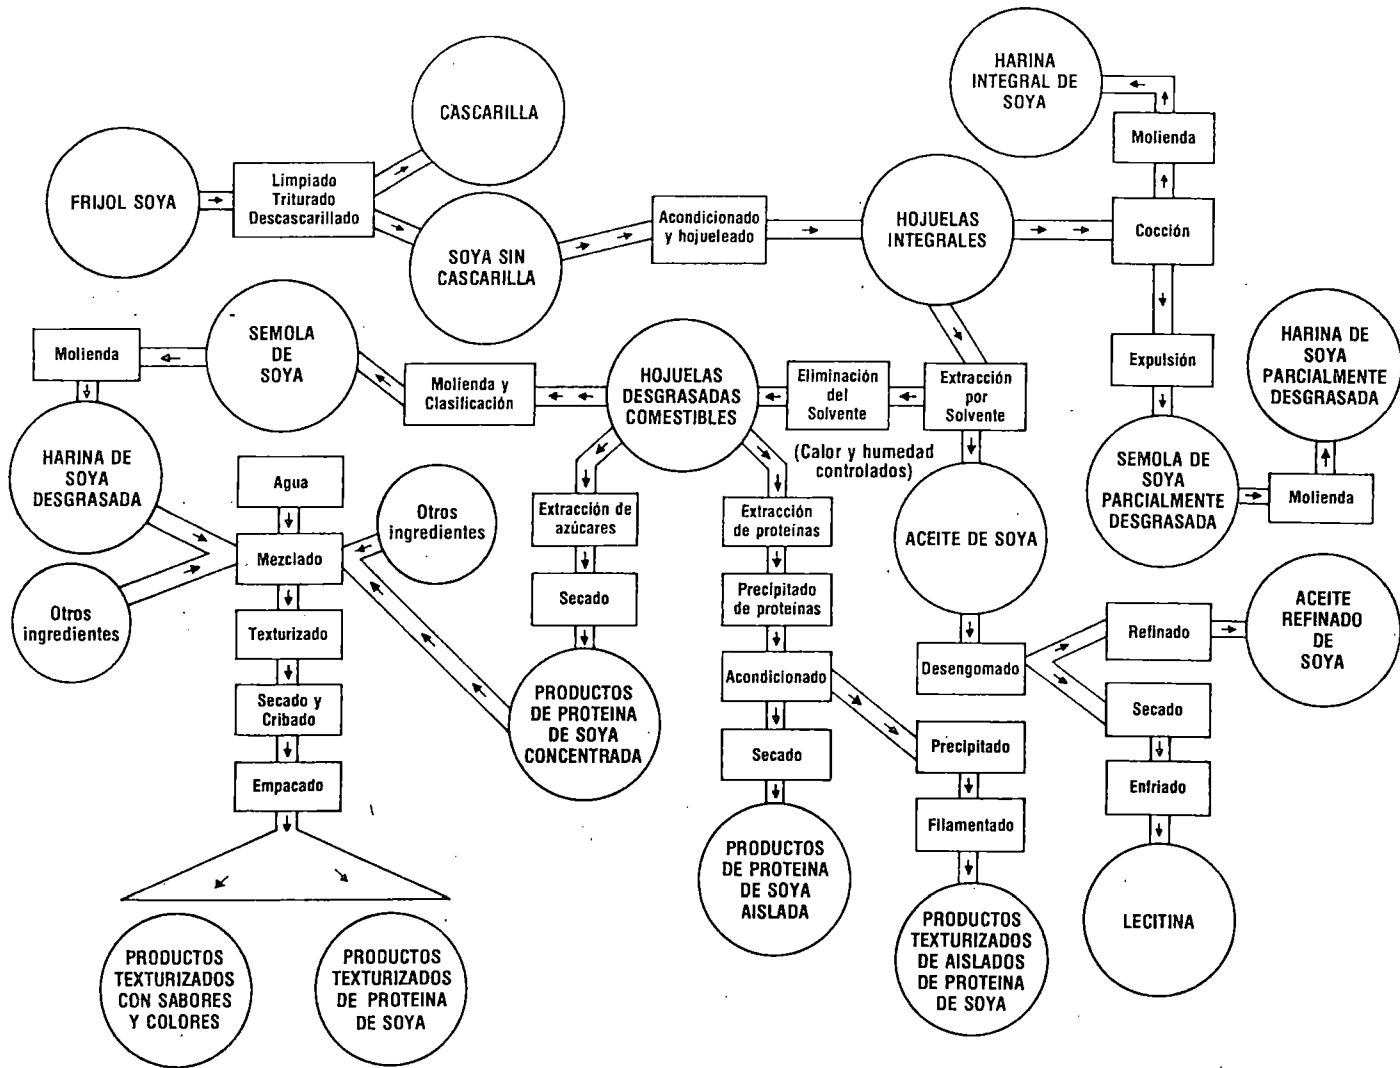 FRIJOL SOYA
Limpiado
Triturado
Descascarillado
CASCARILLA
SOYA SIN
CASCARILLA
Acondicionado
y hojueleado
HOJUELAS
INTEGRALES
Cocción
Molienda
HARINA
INTEGRAL DE
SOYA
Expulsión
SEMOLA DE
SOYA
PARCIALMENTE
DESGRASADA
Molienda
HARINA DE
SOYA
PARCIALMENTE
DESGRASADA
Extracción
por
Solvente
Eliminación
del
Solvente
(Calor y humedad
controlados)
HOJUELAS
DESGRASADAS
COMESTIBLES
Molienda y
Clasificación
SEMOLA
DE
SOYA
Molienda
HARINA DE
SOYA
DESGRASADA
Otros
ingredientes
Agua
Otros
ingredientes
Mezclado
Texturizado
Secado y
Cribado
Empacado
PRODUCTOS
TEXTURIZADOS
CON SABORES
Y COLORES
PRODUCTOS
TEXTURIZADOS
DE PROTEINA
DE SOYA
Extracción de
azúcares
Secado
PRODUCTOS
DE PROTEINA
DE SOYA
CONCENTRADA
Extracción
de proteínas
Precipitado
de proteínas
Acondicionado
Secado
PRODUCTOS
DE PROTEINA
DE SOYA
AISLADA
Precipitado
Filamentado
PRODUCTOS
TEXTURIZADOS
DE AISLADOS
DE PROTEINA
DE SOYA
ACEITE DE SOYA
Desengomado
Refinado
ACEITE
REFINADO
DE
SOYA
Secado
Enfriado
LECITINA